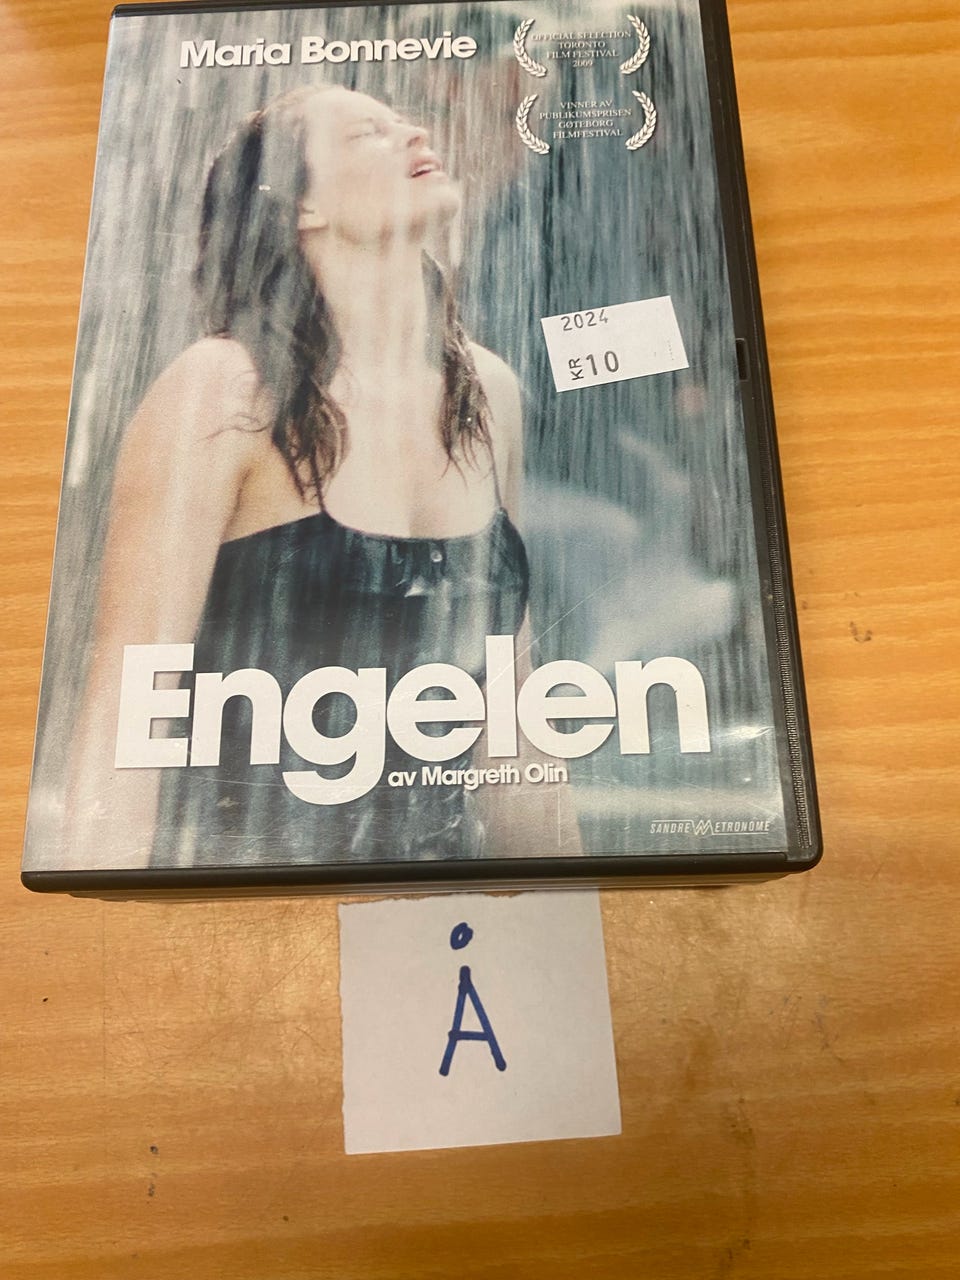 Maria Bonnevie
OFFICIAL SELECTION
TORONTO
FILM FESTIVAL
2009
VINNER AV
PUBLIKUMSPRISEN
GØTEBORG
FILMFESTIVAL
2024
KR 10
Engelen
av Margreth Olin
SANDREW METRONOME
Å